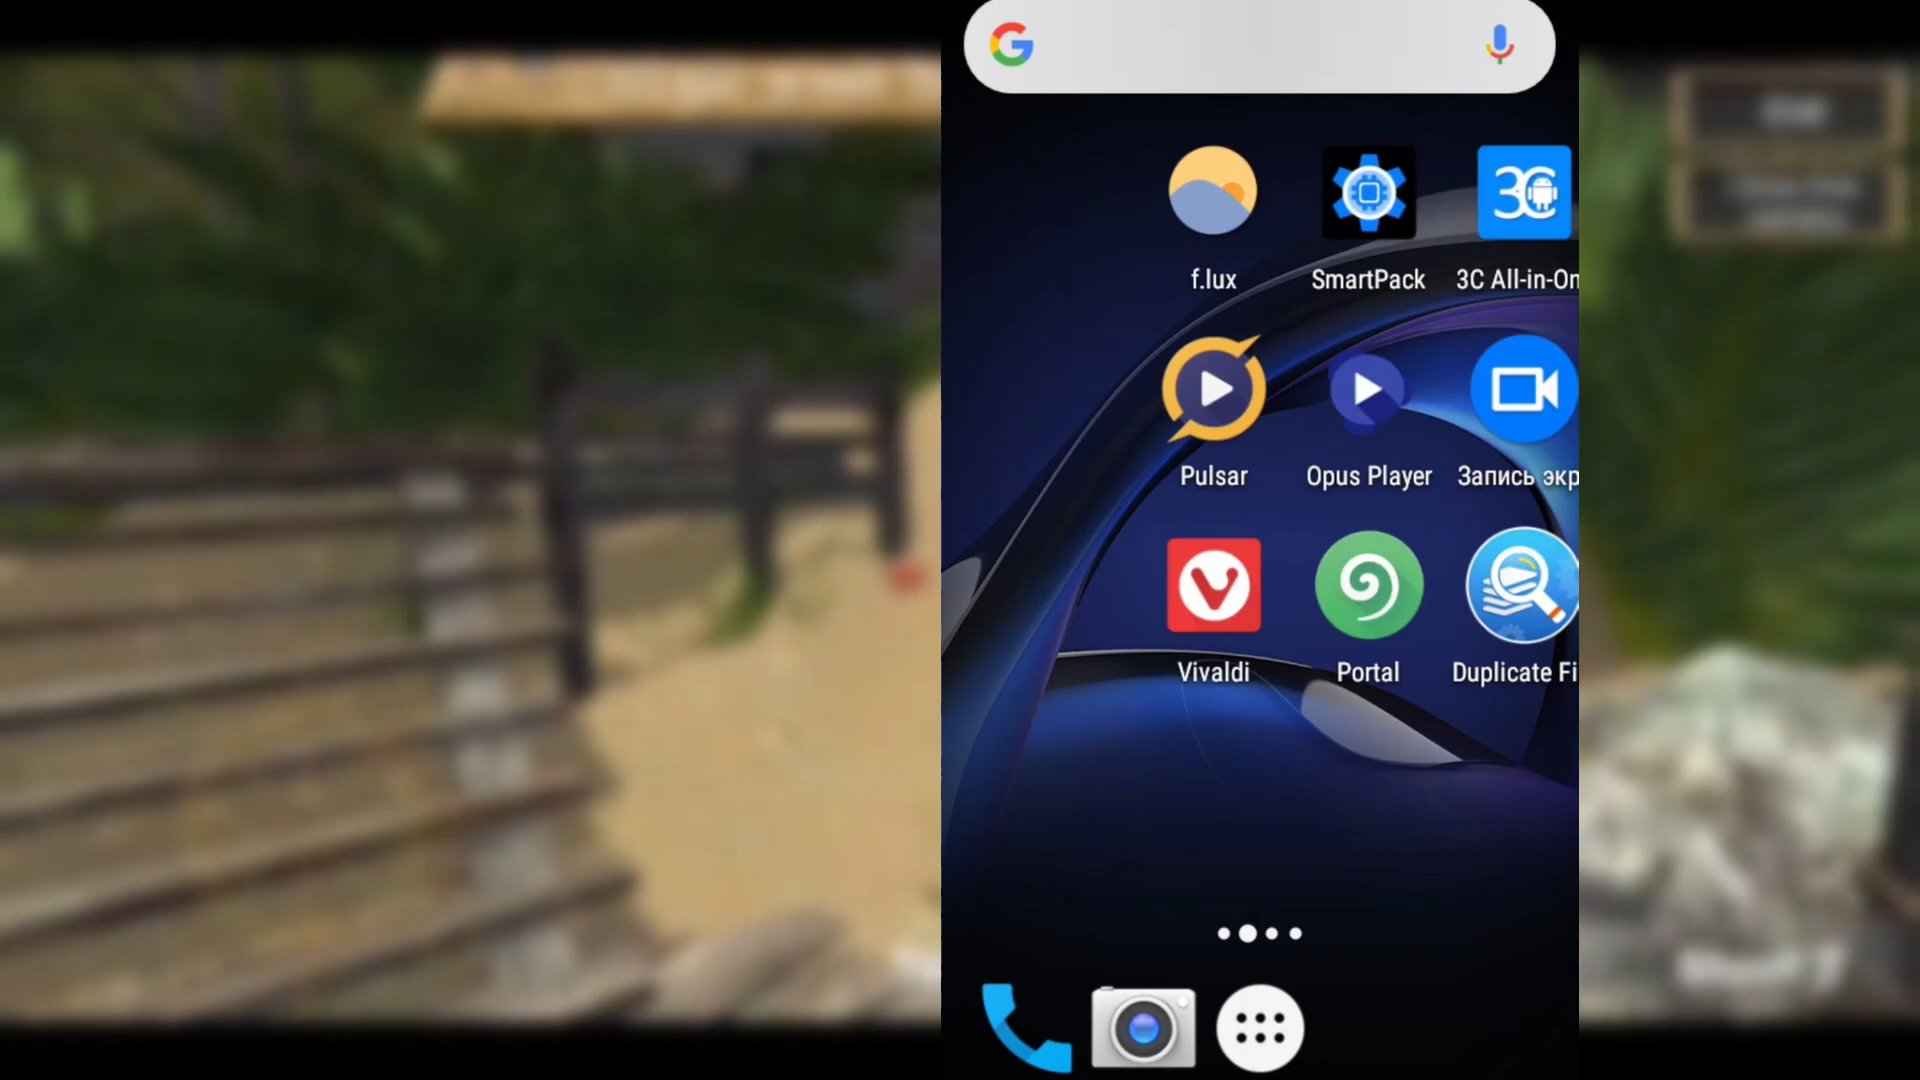 f.lux
SmartPack
3C All-in-On
Pulsar
Opus Player
Запись экр
Vivaldi
Portal
Duplicate Fi